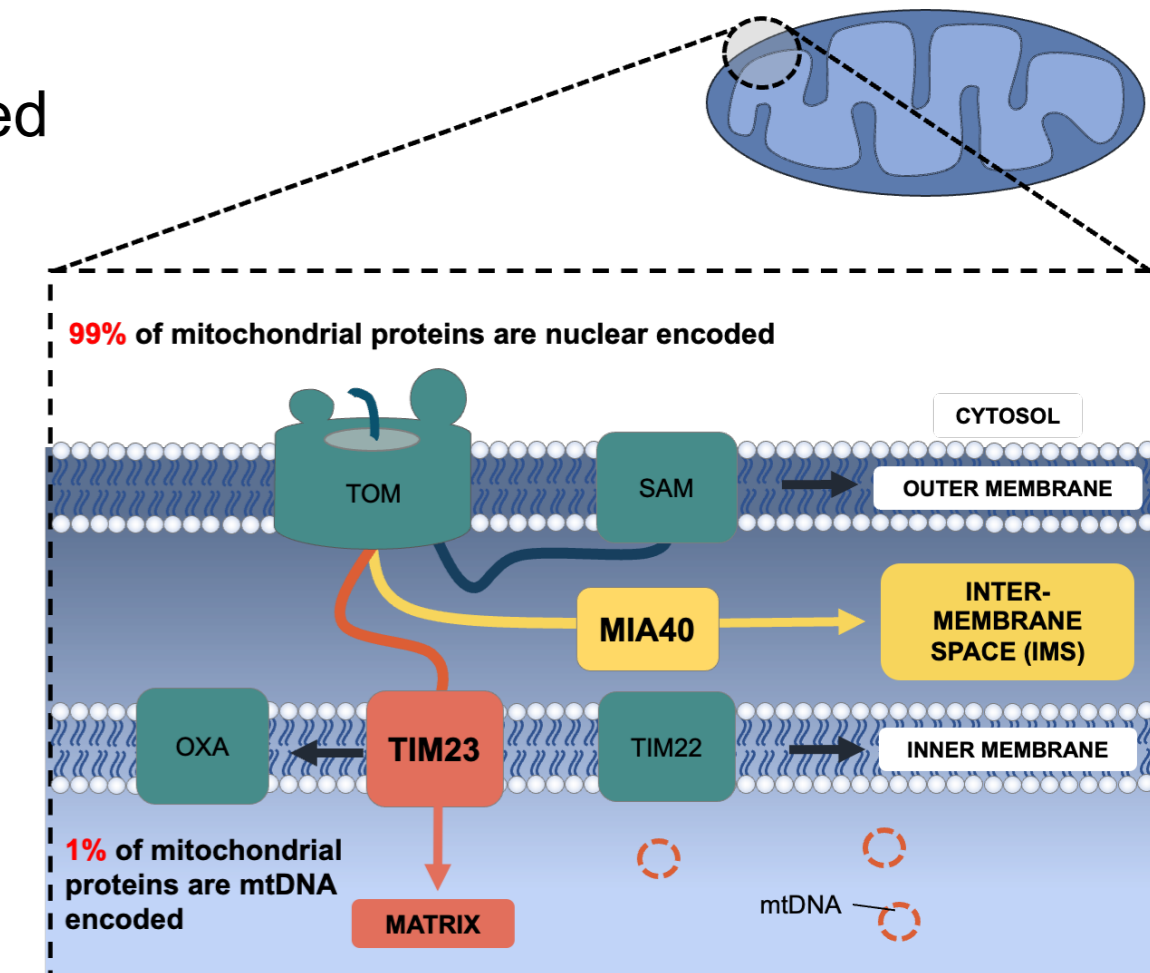 ed
99% of mitochondrial proteins are nuclear encoded
CYTOSOL
TOM
SAM
OUTER MEMBRANE
INTER-
MEMBRANE
SPACE (IMS)
MIA40
OXA
TIM23
TIM22
INNER MEMBRANE
1% of mitochondrial
proteins are mtDNA
encoded
MATRIX
mtDNA